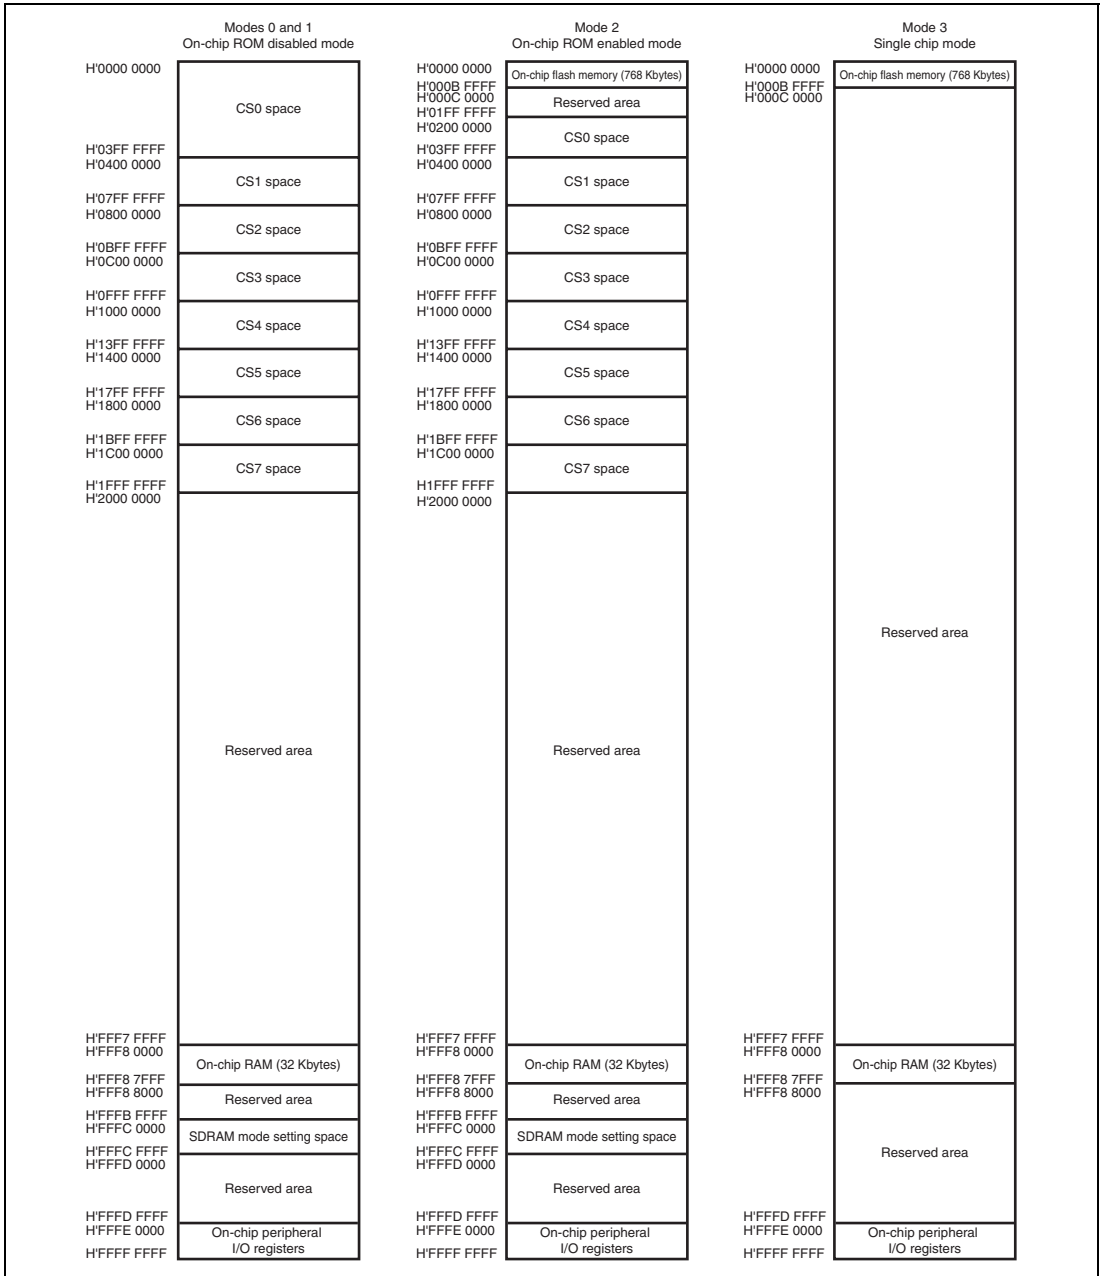 Modes 0 and 1
On-chip ROM disabled mode
H'0000 0000
CS0 space
H'03FF FFFF
H'0400 0000
CS1 space
H'07FF FFFF
H'0800 0000
CS2 space
H'0BFF FFFF
H'0C00 0000
CS3 space
H'0FFF FFFF
H'1000 0000
CS4 space
H'13FF FFFF
H'1400 0000
CS5 space
H'17FF FFFF
H'1800 0000
CS6 space
H'1BFF FFFF
H'1C00 0000
CS7 space
H'1FFF FFFF
H'2000 0000
Reserved area
H'FFF7 FFFF
H'FFF8 0000
On-chip RAM (32 Kbytes)
H'FFF8 7FFF
H'FFF8 8000
Reserved area
H'FFFB FFFF
H'FFFC 0000
SDRAM mode setting space
H'FFFC FFFF
H'FFFD 0000
Reserved area
H'FFFD FFFF
H'FFFE 0000
On-chip peripheral
I/O registers
H'FFFF FFFF
Mode 2
On-chip ROM enabled mode
H'0000 0000
On-chip flash memory (768 Kbytes)
H'000B FFFF
H'000C 0000
Reserved area
H'01FF FFFF
H'0200 0000
CS0 space
H'03FF FFFF
H'0400 0000
CS1 space
H'07FF FFFF
H'0800 0000
CS2 space
H'0BFF FFFF
H'0C00 0000
CS3 space
H'0FFF FFFF
H'1000 0000
CS4 space
H'13FF FFFF
H'1400 0000
CS5 space
H'17FF FFFF
H'1800 0000
CS6 space
H'1BFF FFFF
H'1C00 0000
CS7 space
H1FFF FFFF
H'2000 0000
Reserved area
H'FFF7 FFFF
H'FFF8 0000
On-chip RAM (32 Kbytes)
H'FFF8 7FFF
H'FFF8 8000
Reserved area
H'FFFB FFFF
H'FFFC 0000
SDRAM mode setting space
H'FFFC FFFF
H'FFFD 0000
Reserved area
H'FFFD FFFF
H'FFFE 0000
On-chip peripheral
I/O registers
H'FFFF FFFF
Mode 3
Single chip mode
H'0000 0000
On-chip flash memory (768 Kbytes)
H'000B FFFF
H'000C 0000
Reserved area
H'FFF7 FFFF
H'FFF8 0000
On-chip RAM (32 Kbytes)
H'FFF8 7FFF
H'FFF8 8000
Reserved area
H'FFFD FFFF
H'FFFE 0000
On-chip peripheral
I/O registers
H'FFFF FFFF